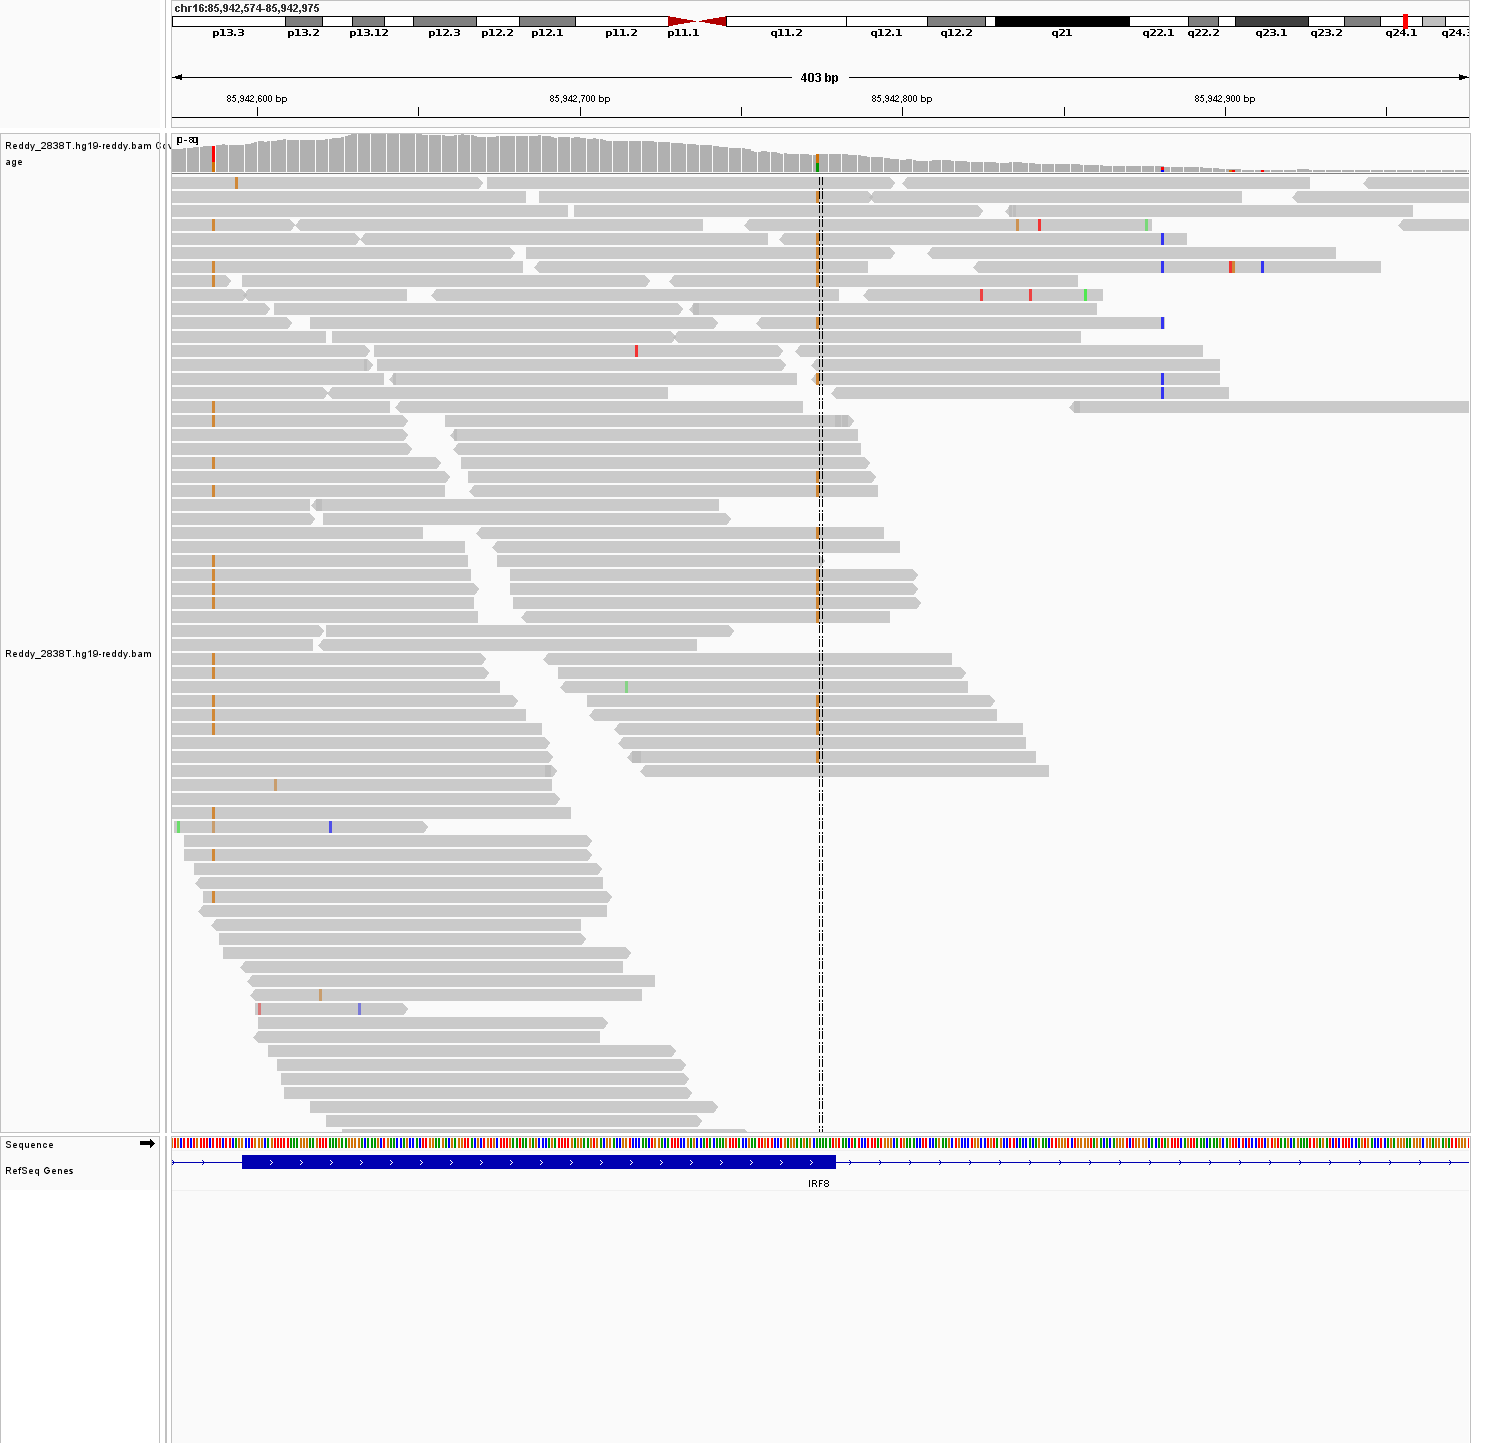 chr16:85,942,574-85,942,975
p13.3 p13.2 p13.12 p12.3 p12.2 p12.1 p11.2 p11.1 q11.2 q12.1 q12.2 q21 q22.1 q22.2 q23.1 q23.2 q24.1 q24.3
403 bp
85,942,600 bp 85,942,700 bp 85,942,800 bp 85,942,900 bp
Reddy_2838T.hg19-reddy.bam Cov
age
Reddy_2838T.hg19-reddy.bam
Sequence
RefSeq Genes
IRF8